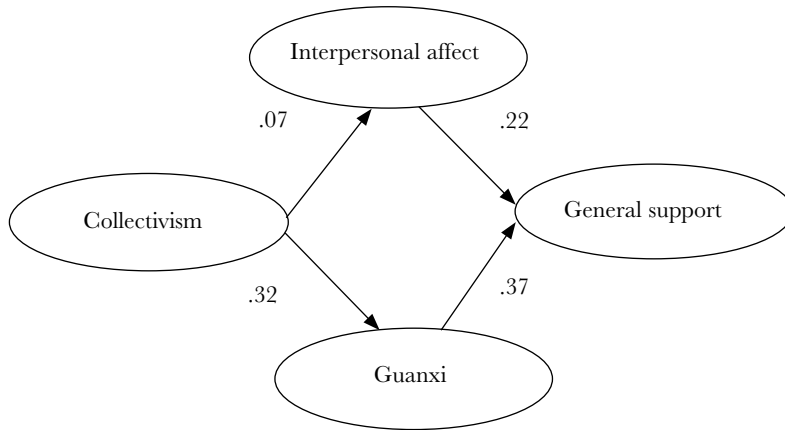 Interpersonal affect
.07
.22
Collectivism
General support
.32
.37
Guanxi